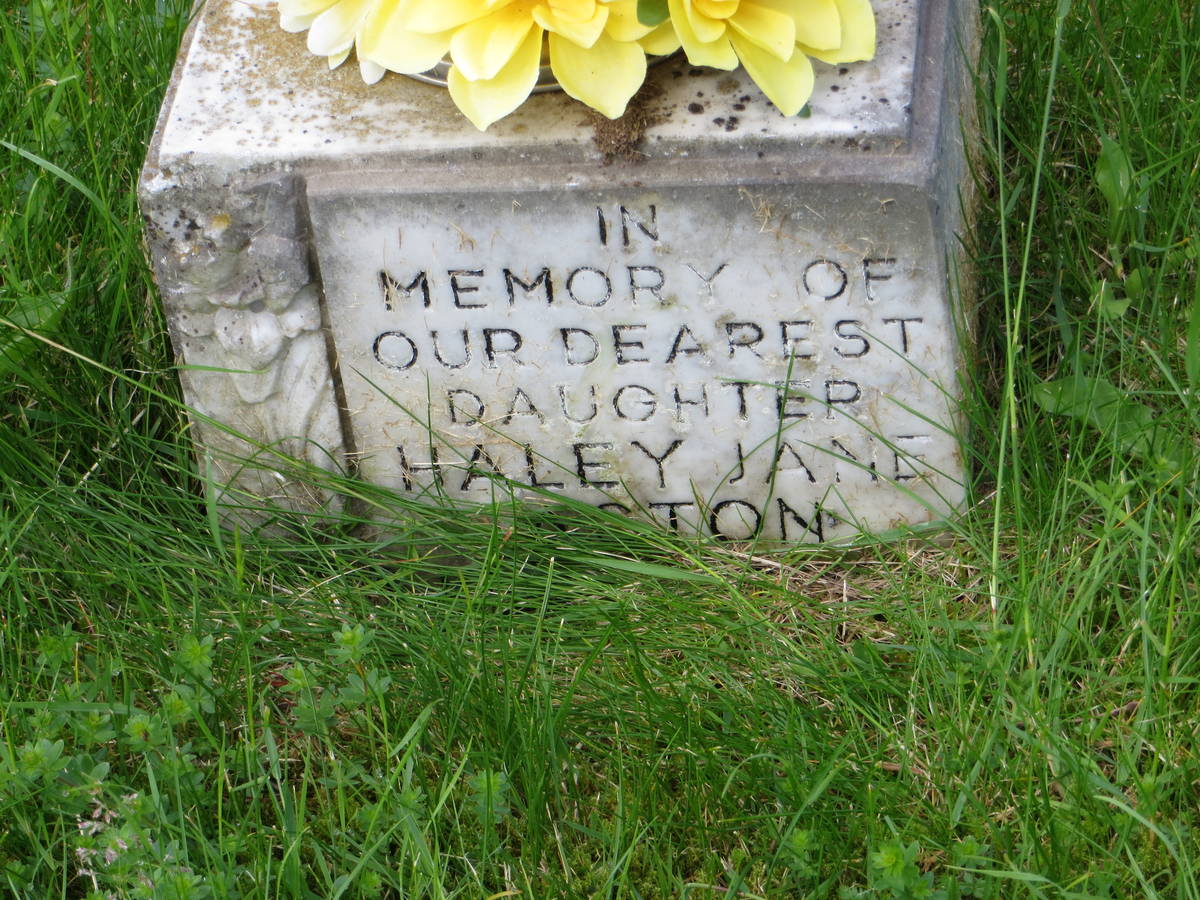 IN
MEMORY OF
OUR DEAREST
DAUGHTER
HALEY JANE